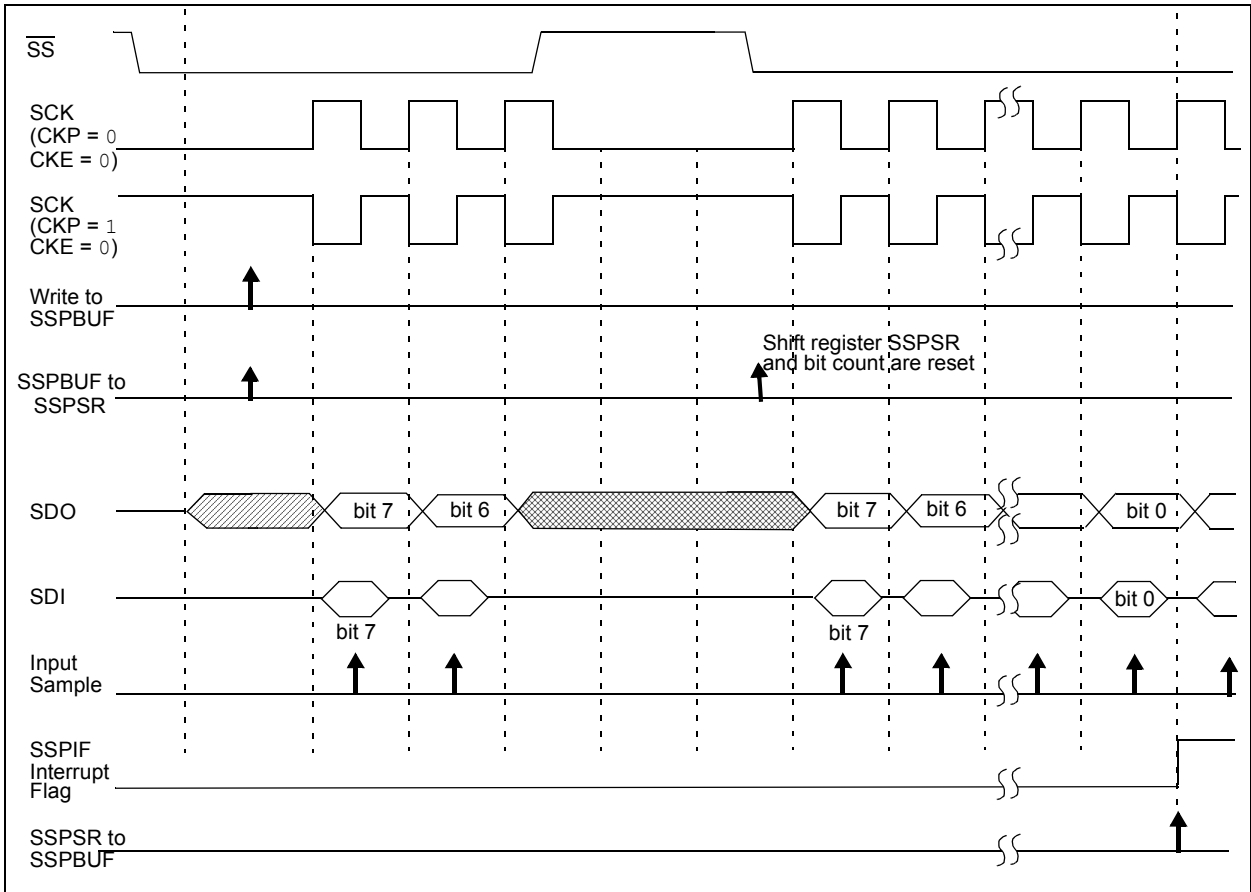 SS
SCK
(CKP = 0
CKE = 0)
SCK
(CKP = 1
CKE = 0)
Write to
SSPBUF
Shift register SSPSR
and bit count are reset
SSPBUF to
SSPSR
SDO
bit 7
bit 6
bit 7
bit 6
bit 0
SDI
bit 0
bit 7
bit 7
Input
Sample
SSPIF
Interrupt
Flag
SSPSR to
SSPBUF